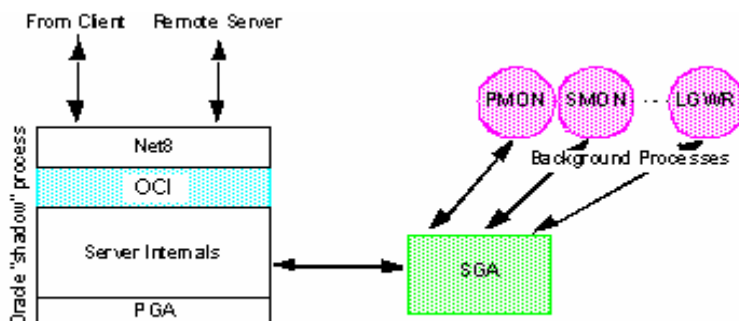 From Client Remote Server
PMON SMON ... LGWR
Background Processes
Oracle "shadow" process
Net8
OCI
Server Internals
PGA
SGA